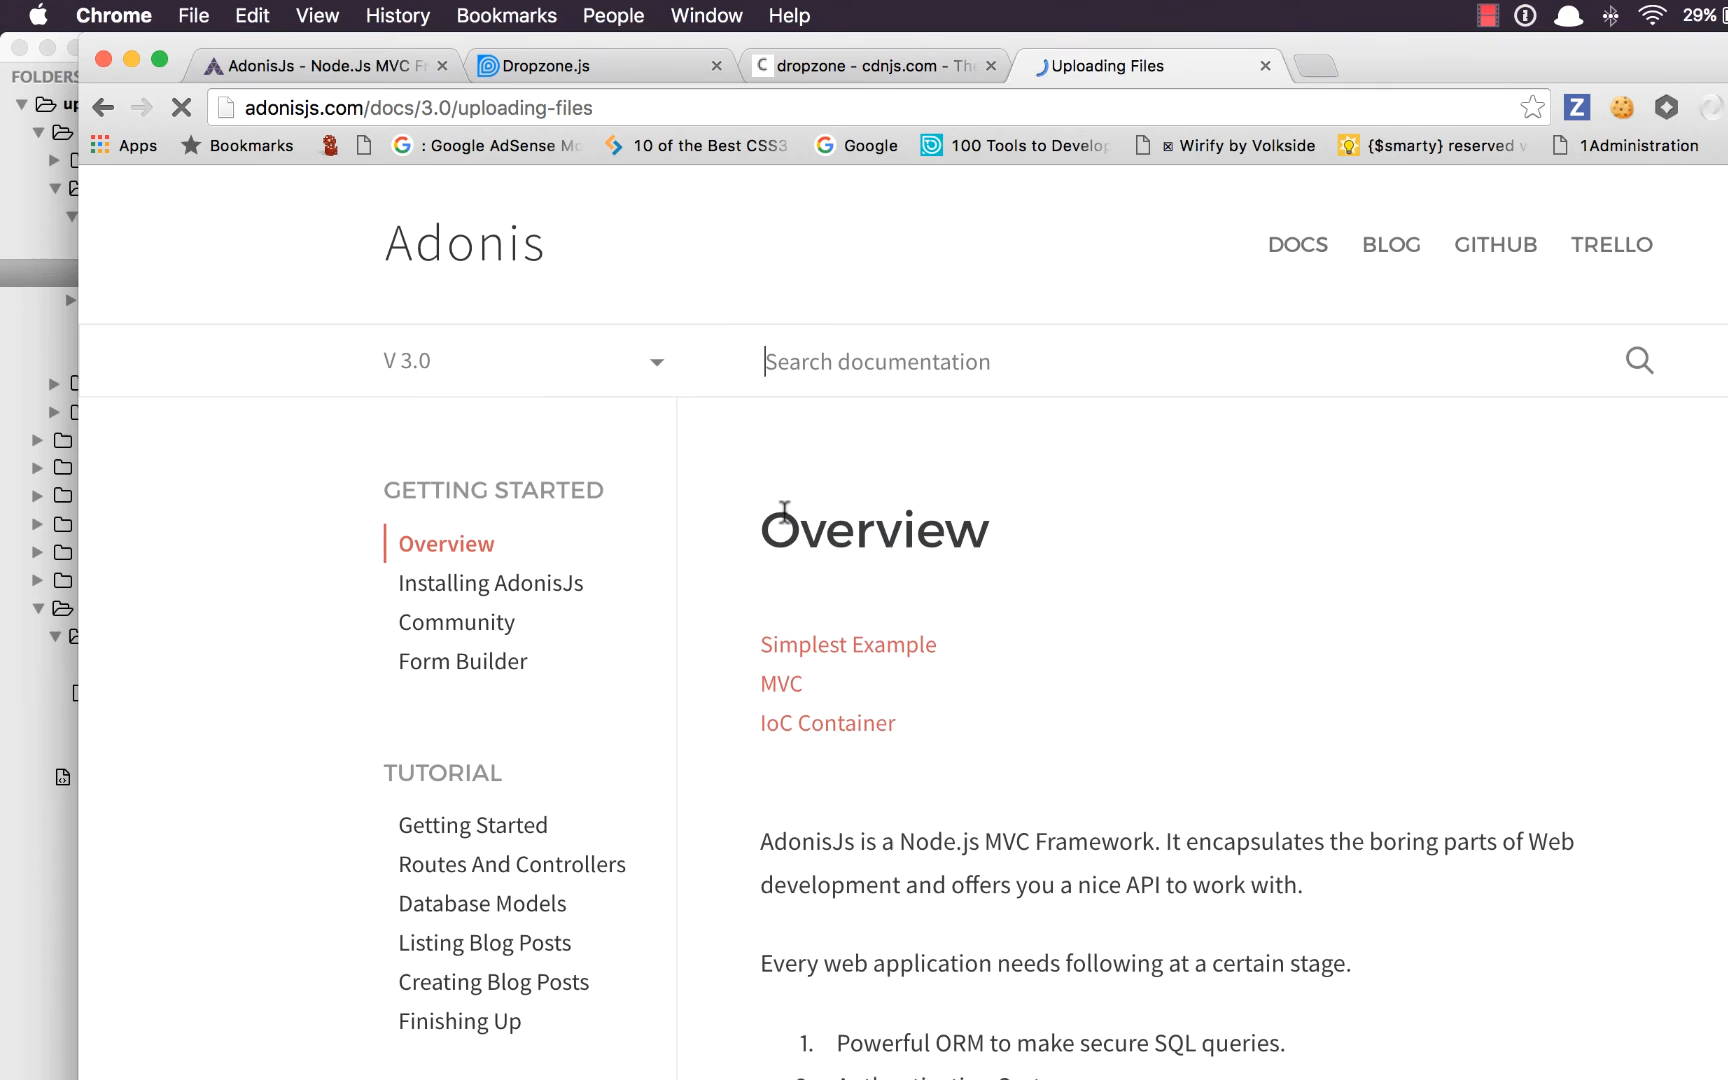 Chrome File Edit View History Bookmarks People Window Help 29%
FOLDERS
AdonisJs - Node.Js MVC Dropzone.js dropzone - cdnjs.com - Uploading Files
adonisjs.com/docs/3.0/uploading-files
Apps Bookmarks : Google AdSense 10 of the Best CSS3 Google 100 Tools to Develop Wirify by Volkside {$smarty} reserved 1Administration
up
Adonis
DOCS BLOG GITHUB TRELLO
V 3.0 Search documentation
GETTING STARTED
Overview
Installing AdonisJs
Community
Form Builder
TUTORIAL
Getting Started
Routes And Controllers
Database Models
Listing Blog Posts
Creating Blog Posts
Finishing Up
Overview
Simplest Example
MVC
IoC Container
AdonisJs is a Node.js MVC Framework. It encapsulates the boring parts of Web
development and offers you a nice API to work with.
Every web application needs following at a certain stage.
1. Powerful ORM to make secure SQL queries.